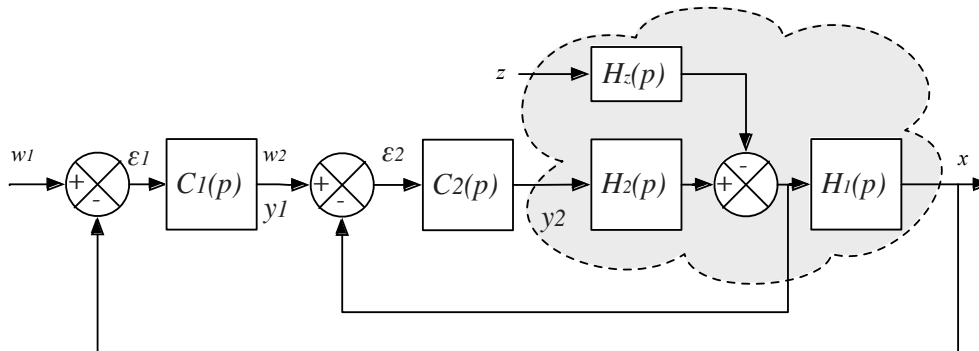 z
Hz(p)
w1
+
-
ε1
C1(p)
w2
y1
+
-
ε2
C2(p)
y2
H2(p)
+
-
H1(p)
x